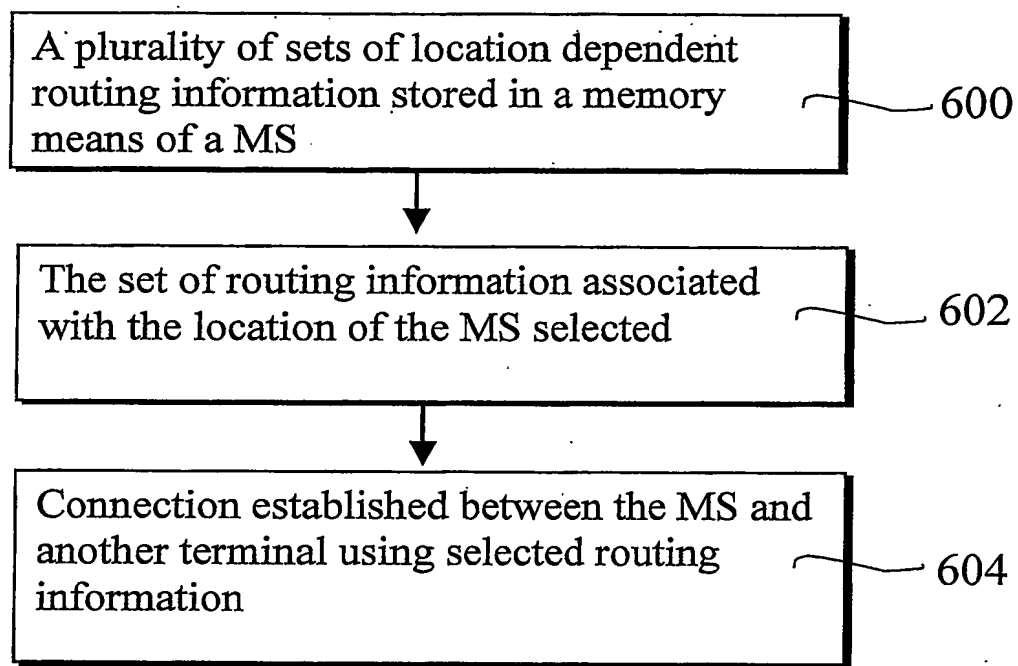 A plurality of sets of location dependent
routing information stored in a memory
means of a MS
600
The set of routing information associated
with the location of the MS selected
602
Connection established between the MS and
another terminal using selected routing
information
604